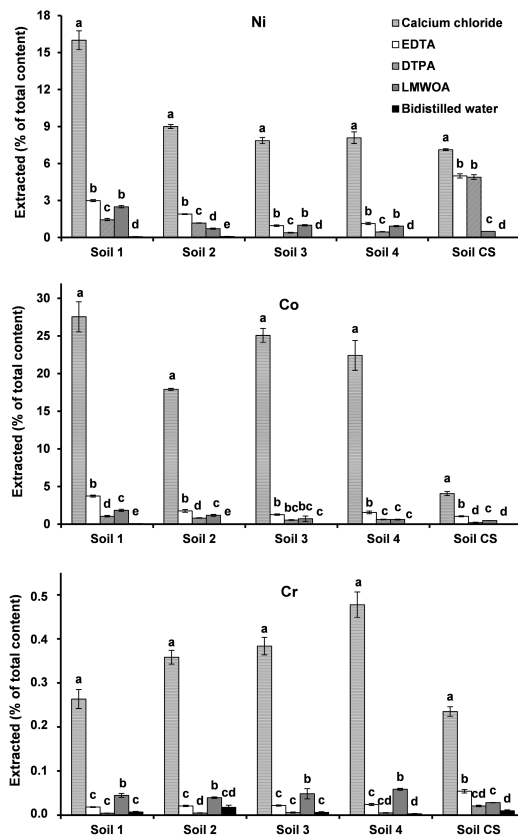 Ni
Extracted (% of total content)
18
15
12
9
6
3
0
Calcium chloride
EDTA
DTPA
LMWOA
Bidistilled water
a b c b d
a b c d e
a b c b d
a b c b d
a b b c d
Soil 1 Soil 2 Soil 3 Soil 4 Soil CS
Co
Extracted (% of total content)
30
25
20
15
10
5
0
a b d c e
a b d c e
a b bc bc c
a b c c c
a b d c d
Soil 1 Soil 2 Soil 3 Soil 4 Soil CS
Cr
Extracted (% of total content)
0.5
0.4
0.3
0.2
0.1
0.0
a c c b c
a c d b cd
a c c b c
a c cd b d
a b cd c d
Soil 1 Soil 2 Soil 3 Soil 4 Soil CS